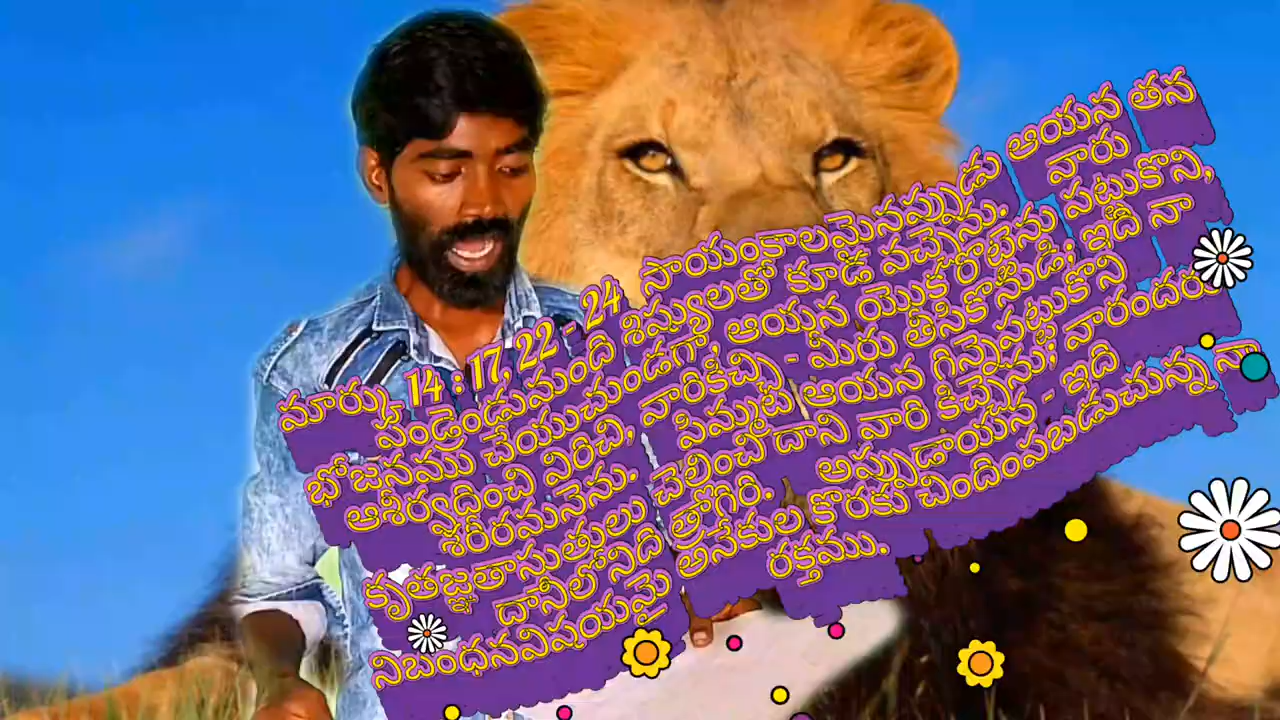 మార్కు 14 : 17, 22 - 24 సాయంకాలమైనప్పుడు ఆయన తన
పండ్రెండుమంది శిష్యులతో కూడ వచ్చెను. వారు
భోజనము చేయుచుండగా, ఆయన యొక రొట్టెను పట్టుకొని,
ఆశీర్వదించి విరిచి, వారికిచ్చి - మీరు తీసికొనుడి; ఇది నా
శరీరమనెను. పిమ్మట ఆయన గిన్నెపట్టుకొని
కృతజ్ఞతాస్తుతులు చెల్లించి దాని వారి కిచ్చెను; వారందరు
దానిలోనిది త్రాగిరి. అప్పుడాయన - ఇది
నిబంధనవిషయమై అనేకుల కొరకు చిందింపబడుచున్న నా
రక్తము.